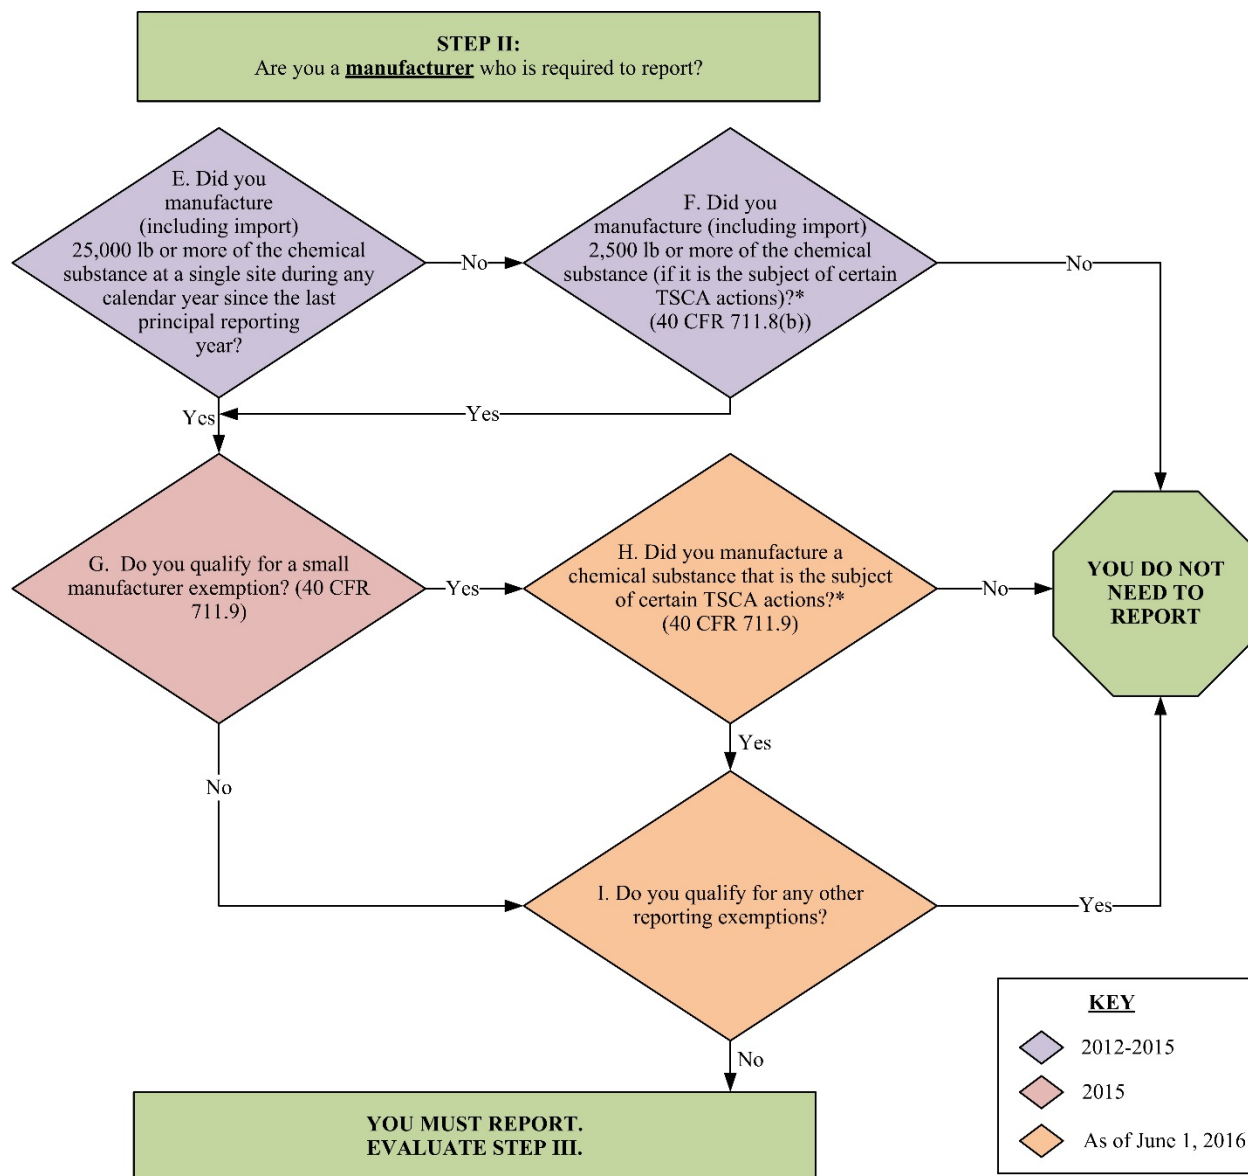 STEP II:
Are you a manufacturer who is required to report?
E. Did you
manufacture
(including import)
25,000 lb or more of the chemical
substance at a single site during any
calendar year since the last
principal reporting
year?
No
F. Did you
manufacture (including import)
2,500 lb or more of the chemical
substance (if it is the subject of certain
TSCA actions)?*
(40 CFR 711.8(b))
No
Yes
Yes
G. Do you qualify for a small
manufacturer exemption? (40 CFR
711.9)
Yes
H. Did you manufacture a
chemical substance that is the subject
of certain TSCA actions?*
(40 CFR 711.9)
No
YOU DO NOT
NEED TO
REPORT
Yes
No
I. Do you qualify for any other
reporting exemptions?
Yes
No
YOU MUST REPORT.
EVALUATE STEP III.
KEY
2012-2015
2015
As of June 1, 2016